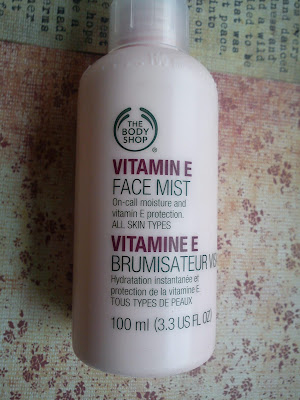 THE
BODY
SHOP
®
VITAMIN E
FACE MIST
On-call moisture and
vitamin E protection.
ALL SKIN TYPES
VITAMINE E
BRUMISATEUR
Hydratation instantanée et
protection de la vitamine E.
TOUS TYPES DE PEAUX
100 ml (3.3 US FL OZ)